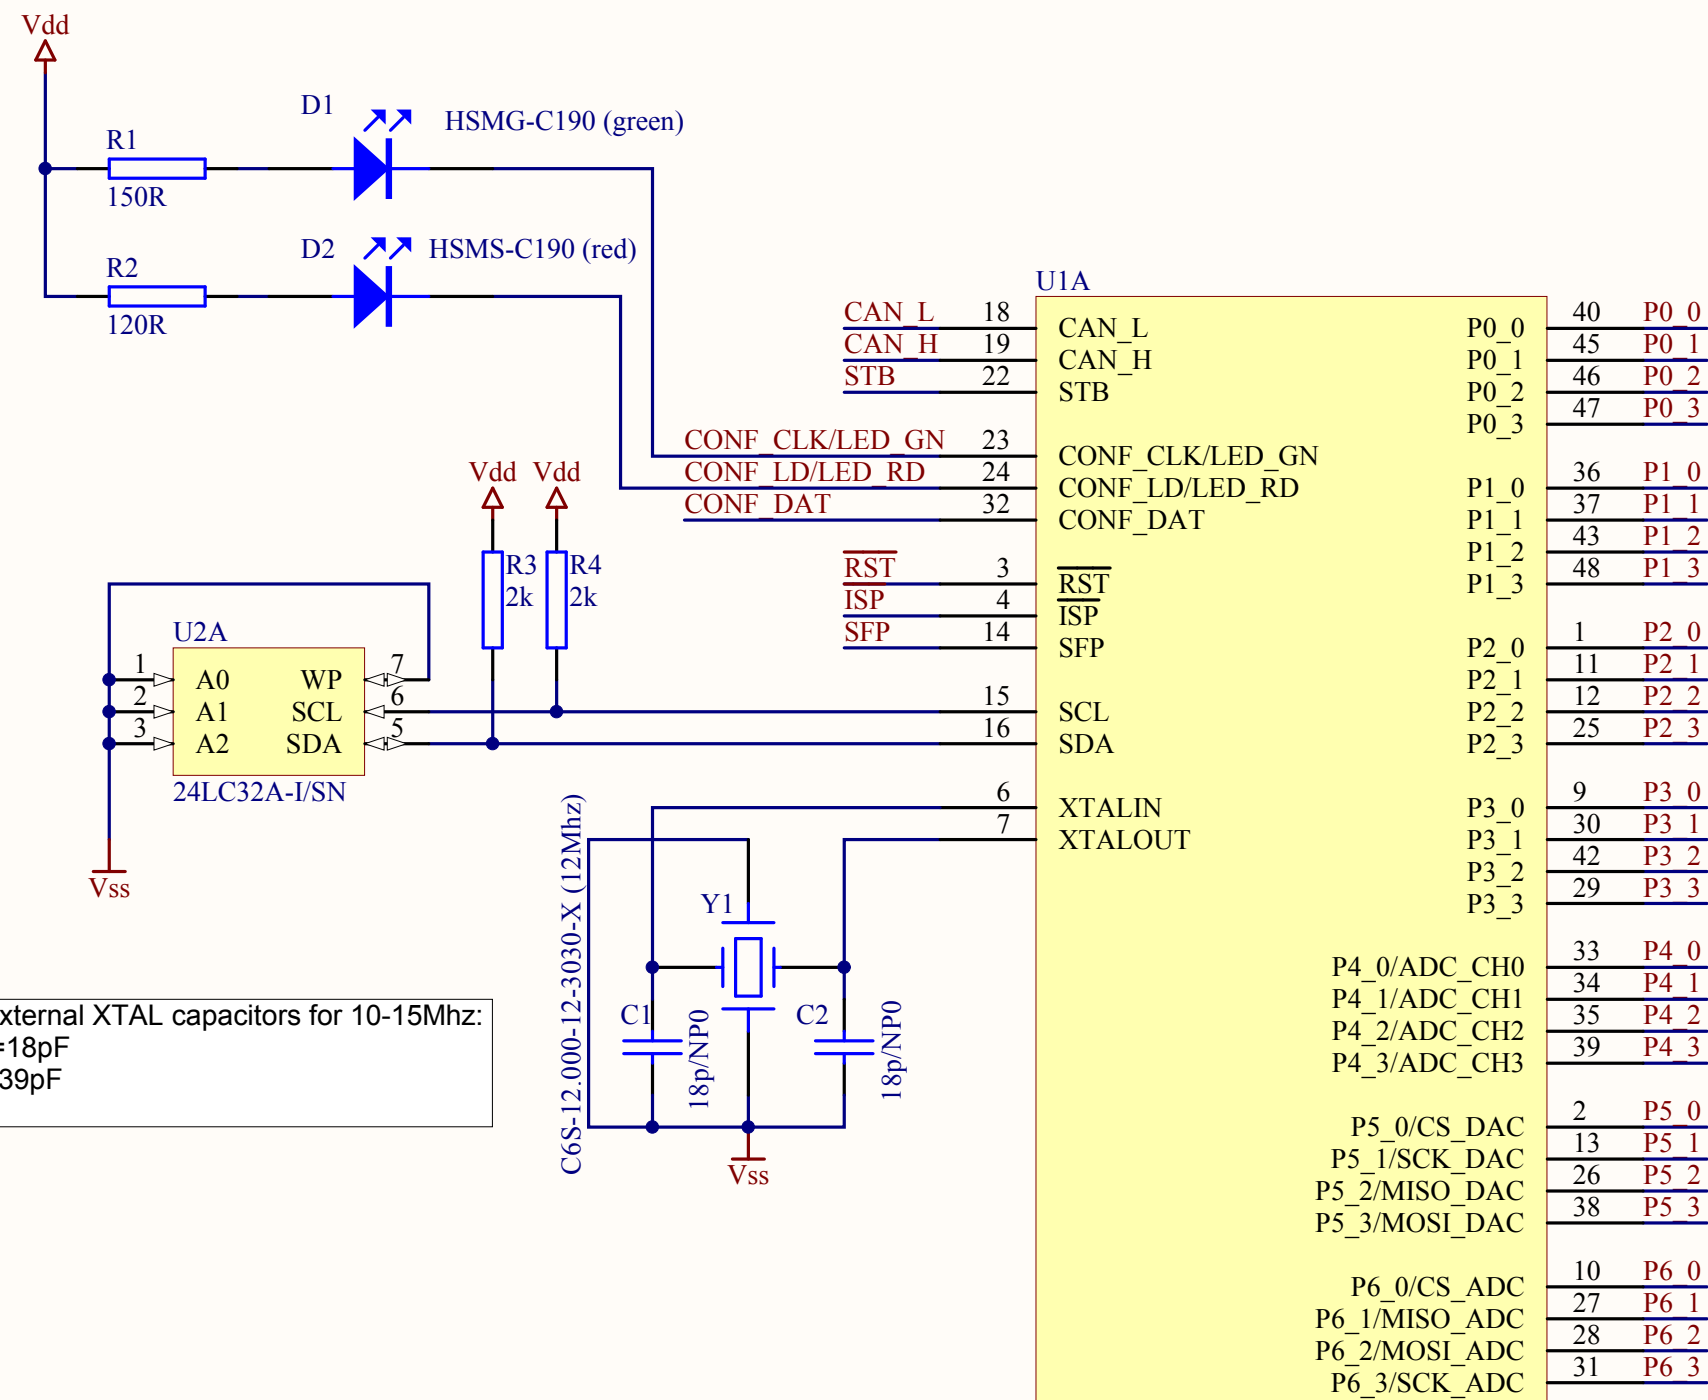 Vdd
D1
HSMG-C190 (green)
R1
150R
D2
HSMS-C190 (red)
R2
120R
U1A
CAN_L 18 CAN_L P0_0 40 P0_0
CAN_H 19 CAN_H P0_1 45 P0_1
STB 22 STB P0_2 46 P0_2
P0_3 47 P0_3
CONF_CLK/LED_GN 23 CONF_CLK/LED_GN
CONF_LD/LED_RD 24 CONF_LD/LED_RD P1_0 36 P1_0
CONF_DAT 32 CONF_DAT P1_1 37 P1_1
P1_2 43 P1_2
RST 3 RST P1_3 48 P1_3
ISP 4 ISP
SFP 14 SFP P2_0 1 P2_0
P2_1 11 P2_1
15 SCL P2_2 12 P2_2
16 SDA P2_3 25 P2_3
6 XTALIN P3_0 9 P3_0
7 XTALOUT P3_1 30 P3_1
P3_2 42 P3_2
P3_3 29 P3_3
P4_0/ADC_CH0 33 P4_0
P4_1/ADC_CH1 34 P4_1
P4_2/ADC_CH2 35 P4_2
P4_3/ADC_CH3 39 P4_3
P5_0/CS_DAC 2 P5_0
P5_1/SCK_DAC 13 P5_1
P5_2/MISO_DAC 26 P5_2
P5_3/MOSI_DAC 38 P5_3
P6_0/CS_ADC 10 P6_0
P6_1/MISO_ADC 27 P6_1
P6_2/MOSI_ADC 28 P6_2
P6_3/SCK_ADC 31 P6_3
Vdd Vdd
R3 R4
2k 2k
U2A
1 A0 WP 7
2 A1 SCL 6
3 A2 SDA 5
24LC32A-I/SN
Vss
C6S-12.000-12-3030-X (12Mhz)
Y1
C1
18p/NP0
C2
18p/NP0
Vss
xternal XTAL capacitors for 10-15Mhz:
=18pF
39pF